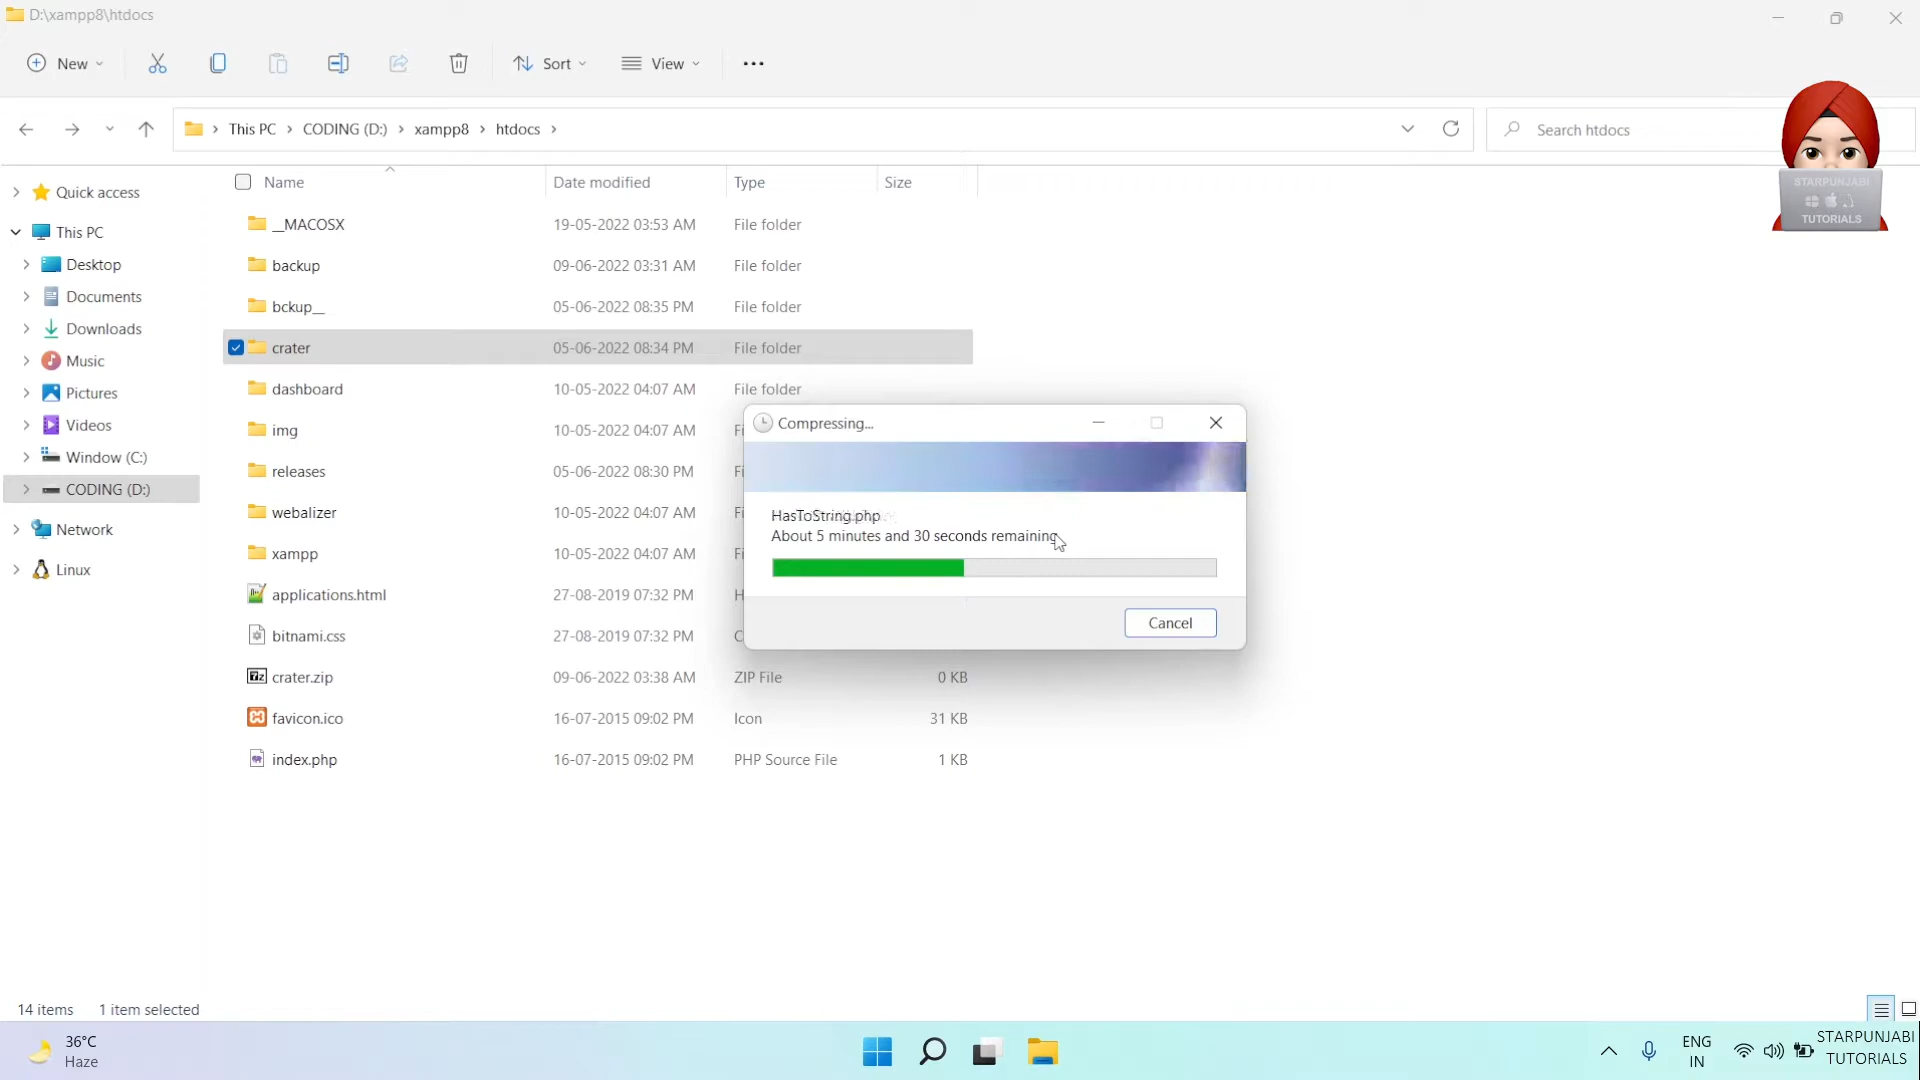 D:\xampp8\htdocs
New
Sort
View
This PC
CODING (D:)
xampp8
htdocs
Search htdocs
STARPUNJABI
TUTORIALS
Name
Date modified
Type
Size
Quick access
This PC
Desktop
Documents
Downloads
Music
Pictures
Videos
Window (C:)
CODING (D:)
Network
Linux
__MACOSX 19-05-2022 03:53 AM File folder
backup 09-06-2022 03:31 AM File folder
bckup__ 05-06-2022 08:35 PM File folder
crater 05-06-2022 08:34 PM File folder
dashboard 10-05-2022 04:07 AM File folder
img 10-05-2022 04:07 AM
releases 05-06-2022 08:30 PM
webalizer 10-05-2022 04:07 AM
xampp 10-05-2022 04:07 AM
applications.html 27-08-2019 07:32 PM
bitnami.css 27-08-2019 07:32 PM
crater.zip 09-06-2022 03:38 AM ZIP File 0 KB
favicon.ico 16-07-2015 09:02 PM Icon 31 KB
index.php 16-07-2015 09:02 PM PHP Source File 1 KB
Compressing...
HasToString.php
About 5 minutes and 30 seconds remaining
Cancel
14 items
1 item selected
36°C
Haze
ENG
IN
STARPUNJABI
TUTORIALS